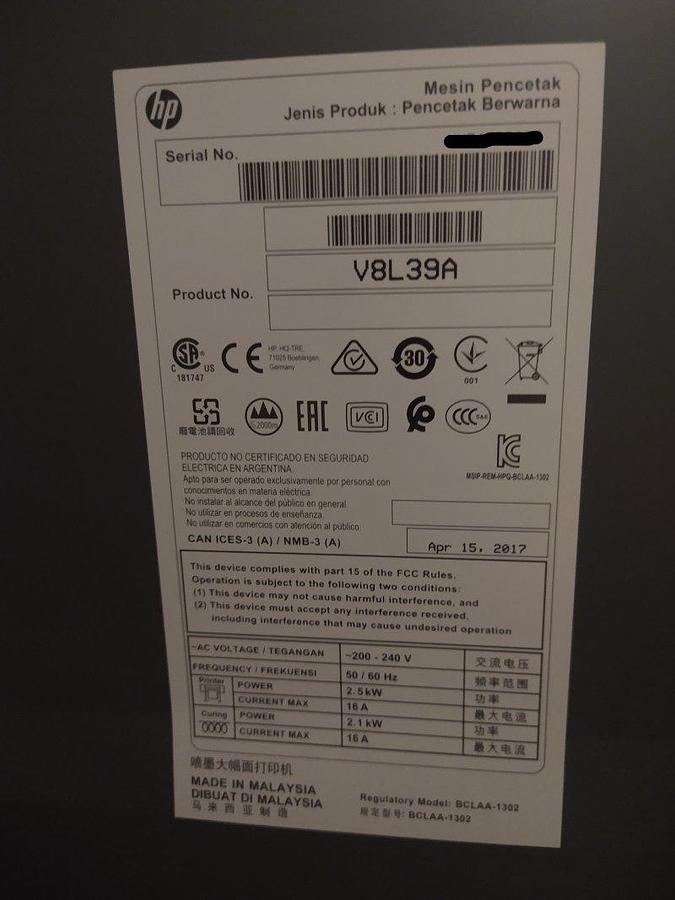 hp
Mesin Pencetak
Jenis Produk : Pencetak Berwarna
Serial No.
V8L39A
Product No.
SA
C US
181747
CE
HP, HQ-TRE,
71025 Boeblingen
Germany
30
001
廢電池請回收
≤2000m
EAC
VCI
CCC S&E
MSIP-REM-HPQ-BCLAA-1302
PRODUCTO NO CERTIFICADO EN SEGURIDAD
ELECTRICA EN ARGENTINA
Apto para ser operado exclusivamente por personal con
conocimientos en materia eléctrica.
No instalar al alcance del público en general.
No utilizar en procesos de enseñanza.
No utilizar en comercios con atención al público.
CAN ICES-3 (A) / NMB-3 (A)
Apr 15, 2017
This device complies with part 15 of the FCC Rules.
Operation is subject to the following two conditions:
(1) This device may not cause harmful interference, and
(2) This device must accept any interference received,
including interference that may cause undesired operation
~AC VOLTAGE / TEGANGAN ~200 - 240 V 交流电压
FREQUENCY / FREKUENSI 50 / 60 Hz 频率范围
Printer POWER 2.5kW 功率
CURRENT MAX 16A 最大电流
Curing POWER 2.1 kW 功率
CURRENT MAX 16A 最大电流
喷墨大幅面打印机
MADE IN MALAYSIA
DIBUAT DI MALAYSIA
马来西亚制造
Regulatory Model: BCLAA-1302
规定型号: BCLAA-1302